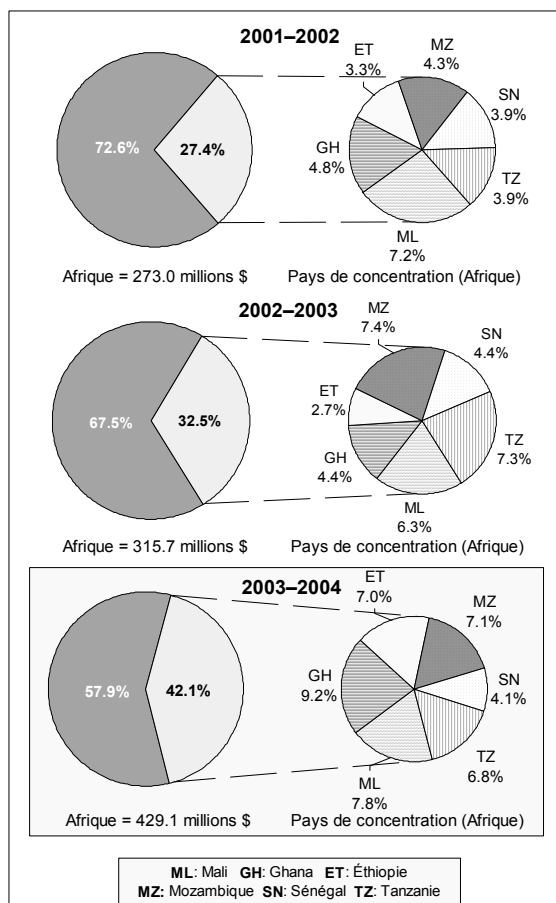 2001–2002
72.6%
27.4%
ET
3.3%
MZ
4.3%
SN
3.9%
GH
4.8%
TZ
3.9%
ML
7.2%
Afrique = 273.0 millions $
Pays de concentration (Afrique)
2002–2003
67.5%
32.5%
MZ
7.4%
SN
4.4%
ET
2.7%
TZ
7.3%
GH
4.4%
ML
6.3%
Afrique = 315.7 millions $
Pays de concentration (Afrique)
2003–2004
57.9%
42.1%
ET
7.0%
MZ
7.1%
GH
9.2%
SN
4.1%
TZ
6.8%
ML
7.8%
Afrique = 429.1 millions $
Pays de concentration (Afrique)
ML: Mali GH: Ghana ET: Éthiopie
MZ: Mozambique SN: Sénégal TZ: Tanzanie